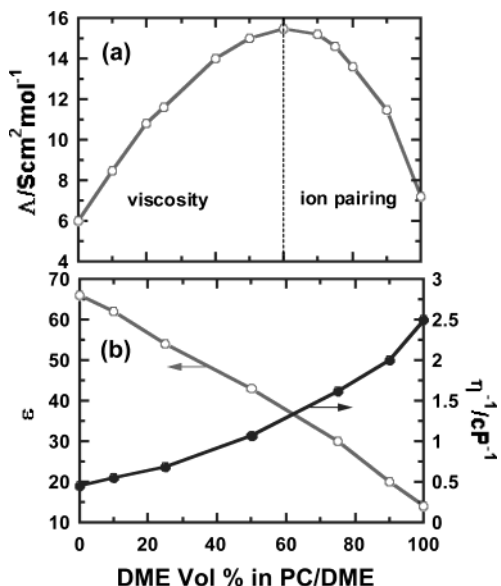 16
14
12
10
8
6
4
Λ/Scm²mol⁻¹
(a)
viscosity
ion pairing
70
60
50
40
30
20
10
ε
(b)
3
2.5
2
1.5
1
0.5
0
η⁻¹/cP⁻¹
0 20 40 60 80 100
DME Vol % in PC/DME